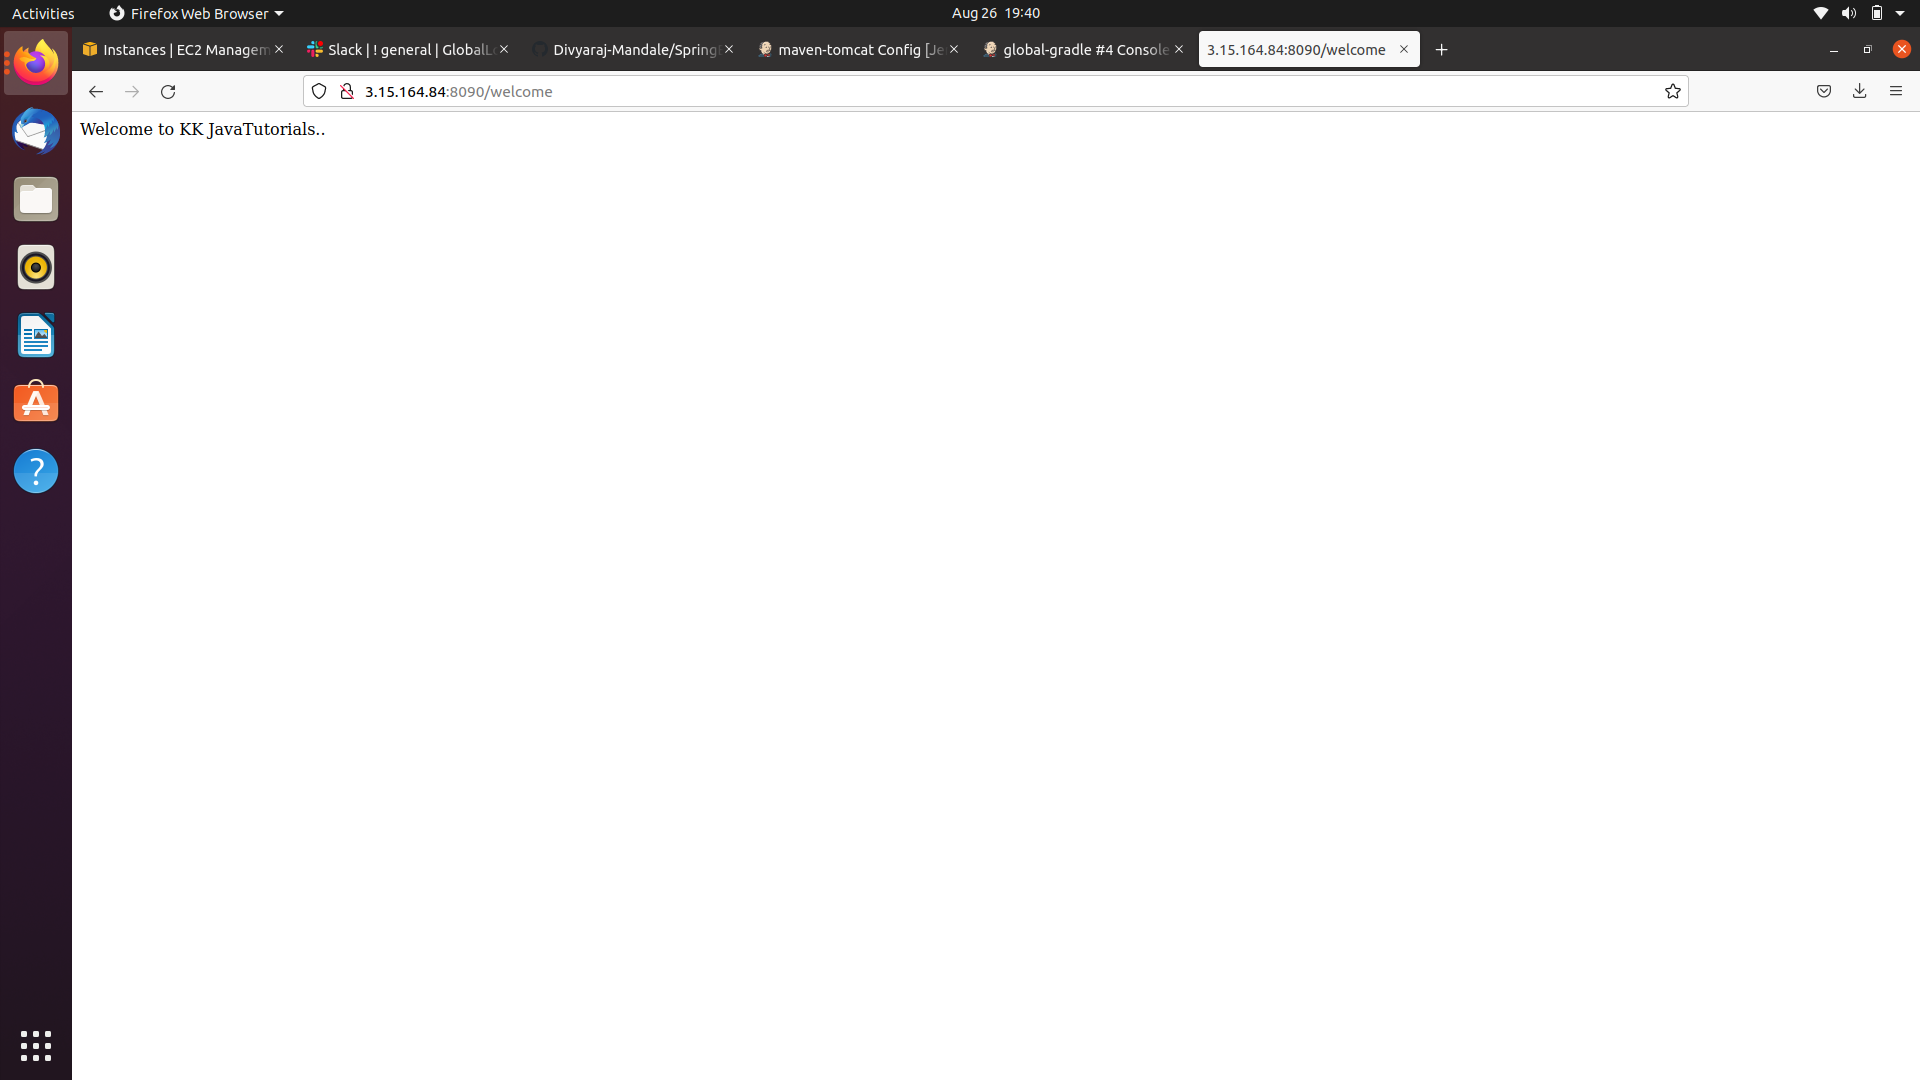 Activities
Firefox Web Browser
Aug 26 19:40
Instances | EC2 Managem
Slack | ! general | GlobalL
Divyaraj-Mandale/Spring
maven-tomcat Config [Je
global-gradle #4 Console
3.15.164.84:8090/welcome
3.15.164.84:8090/welcome
Welcome to KK JavaTutorials..